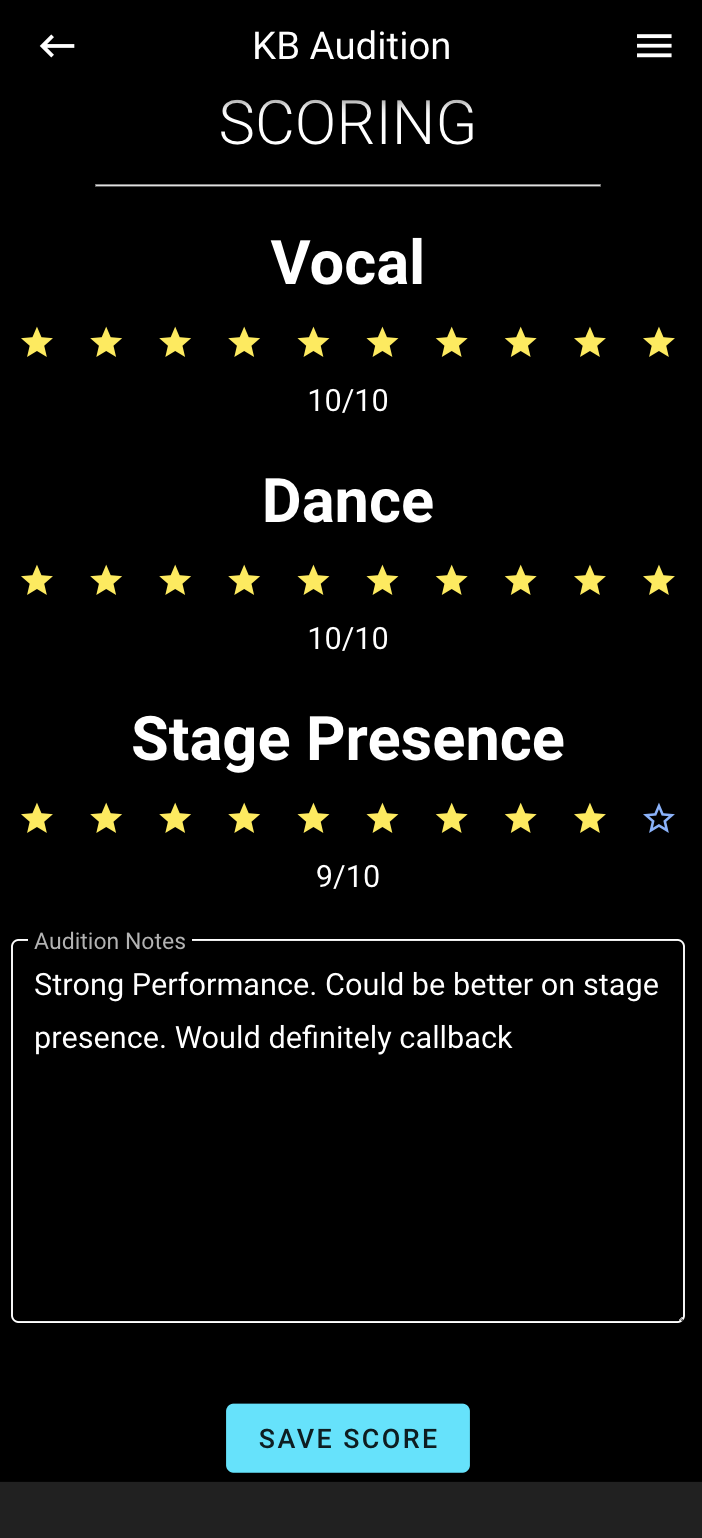 KB Audition
SCORING
Vocal
10/10
Dance
10/10
Stage Presence
9/10
Audition Notes
Strong Performance. Could be better on stage
presence. Would definitely callback
SAVE SCORE